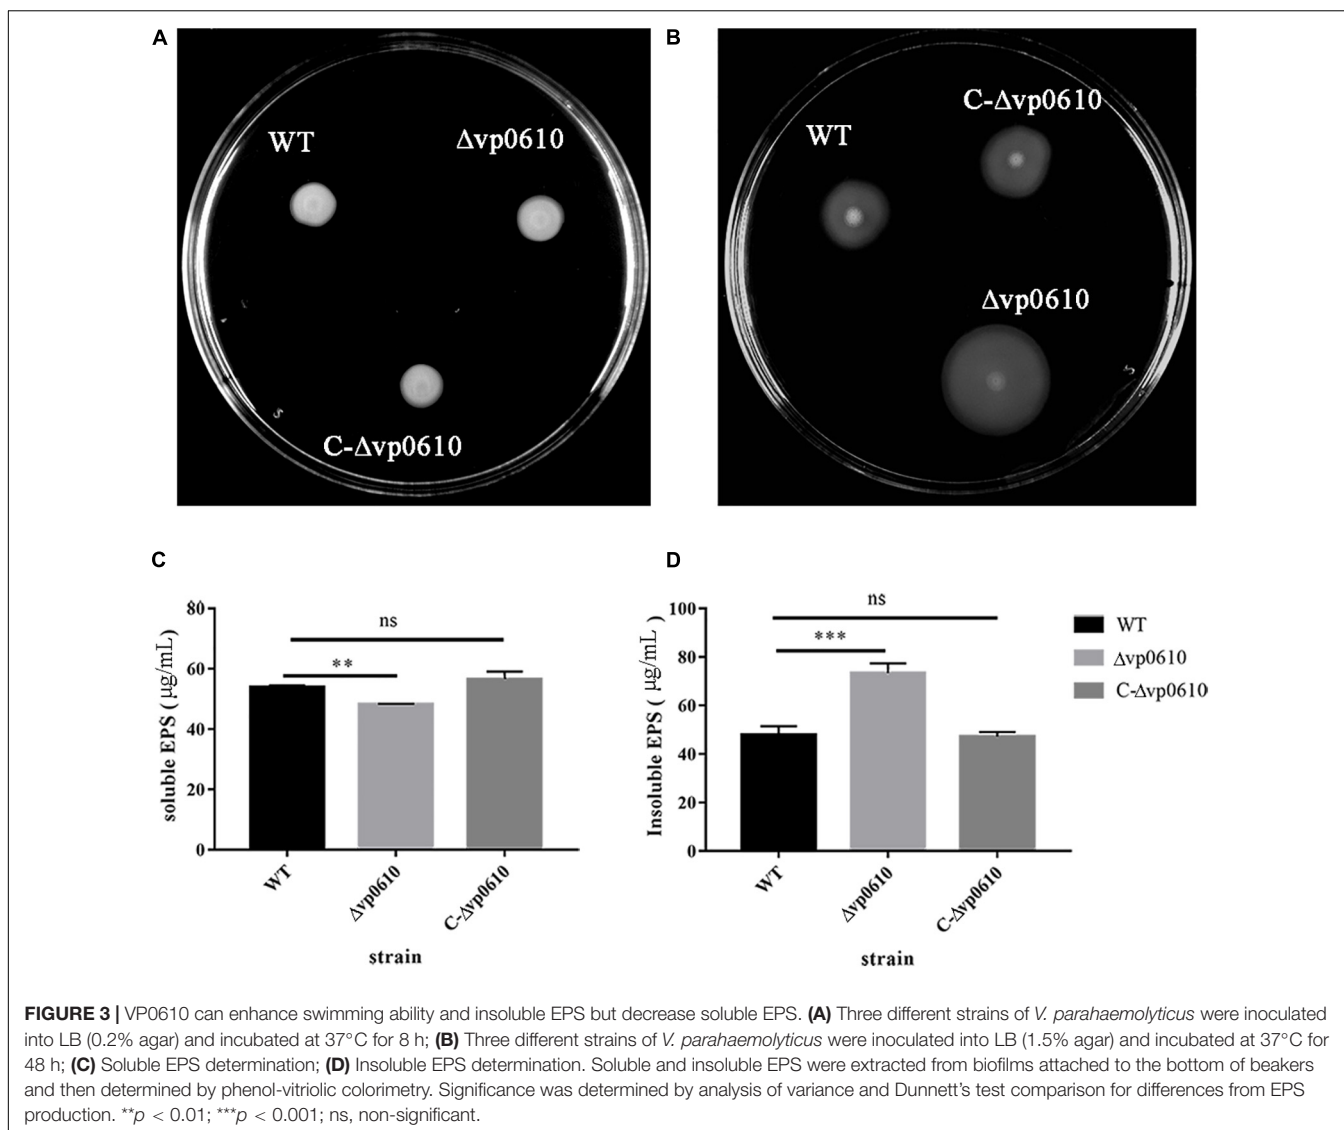 A
WT
Δvp0610
C-Δvp0610
B
C-Δvp0610
WT
Δvp0610
C
80
60
40
20
0
soluble EPS ( μg/mL)
ns
**
WT
Δvp0610
C-Δvp0610
strain
D
100
80
60
40
20
0
Insoluble EPS ( μg/mL )
ns
***
WT
Δvp0610
C-Δvp0610
strain
WT
Δvp0610
C-Δvp0610
FIGURE 3 | VP0610 can enhance swimming ability and insoluble EPS but decrease soluble EPS. (A) Three different strains of V. parahaemolyticus were inoculated
into LB (0.2% agar) and incubated at 37°C for 8 h; (B) Three different strains of V. parahaemolyticus were inoculated into LB (1.5% agar) and incubated at 37°C for
48 h; (C) Soluble EPS determination; (D) Insoluble EPS determination. Soluble and insoluble EPS were extracted from biofilms attached to the bottom of beakers
and then determined by phenol-vitriolic colorimetry. Significance was determined by analysis of variance and Dunnett's test comparison for differences from EPS
production. **p < 0.01; ***p < 0.001; ns, non-significant.